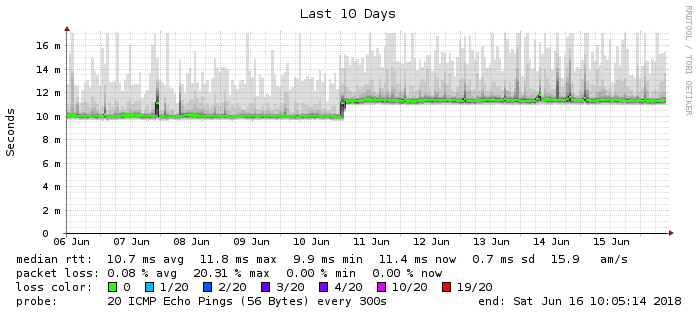 Last 10 Days
RRDTOOL / TOBI OETIKER
Seconds
16 m
14 m
12 m
10 m
8 m
6 m
4 m
2 m
0
06 Jun 07 Jun 08 Jun 09 Jun 10 Jun 11 Jun 12 Jun 13 Jun 14 Jun 15 Jun
median rtt: 10.7 ms avg 11.8 ms max 9.9 ms min 11.4 ms now 0.7 ms sd 15.9 am/s
packet loss: 0.08 % avg 20.31 % max 0.00 % min 0.00 % now
loss color: 0 1/20 2/20 3/20 4/20 10/20 19/20
probe: 20 ICMP Echo Pings (56 Bytes) every 300s end: Sat Jun 16 10:05:14 2018